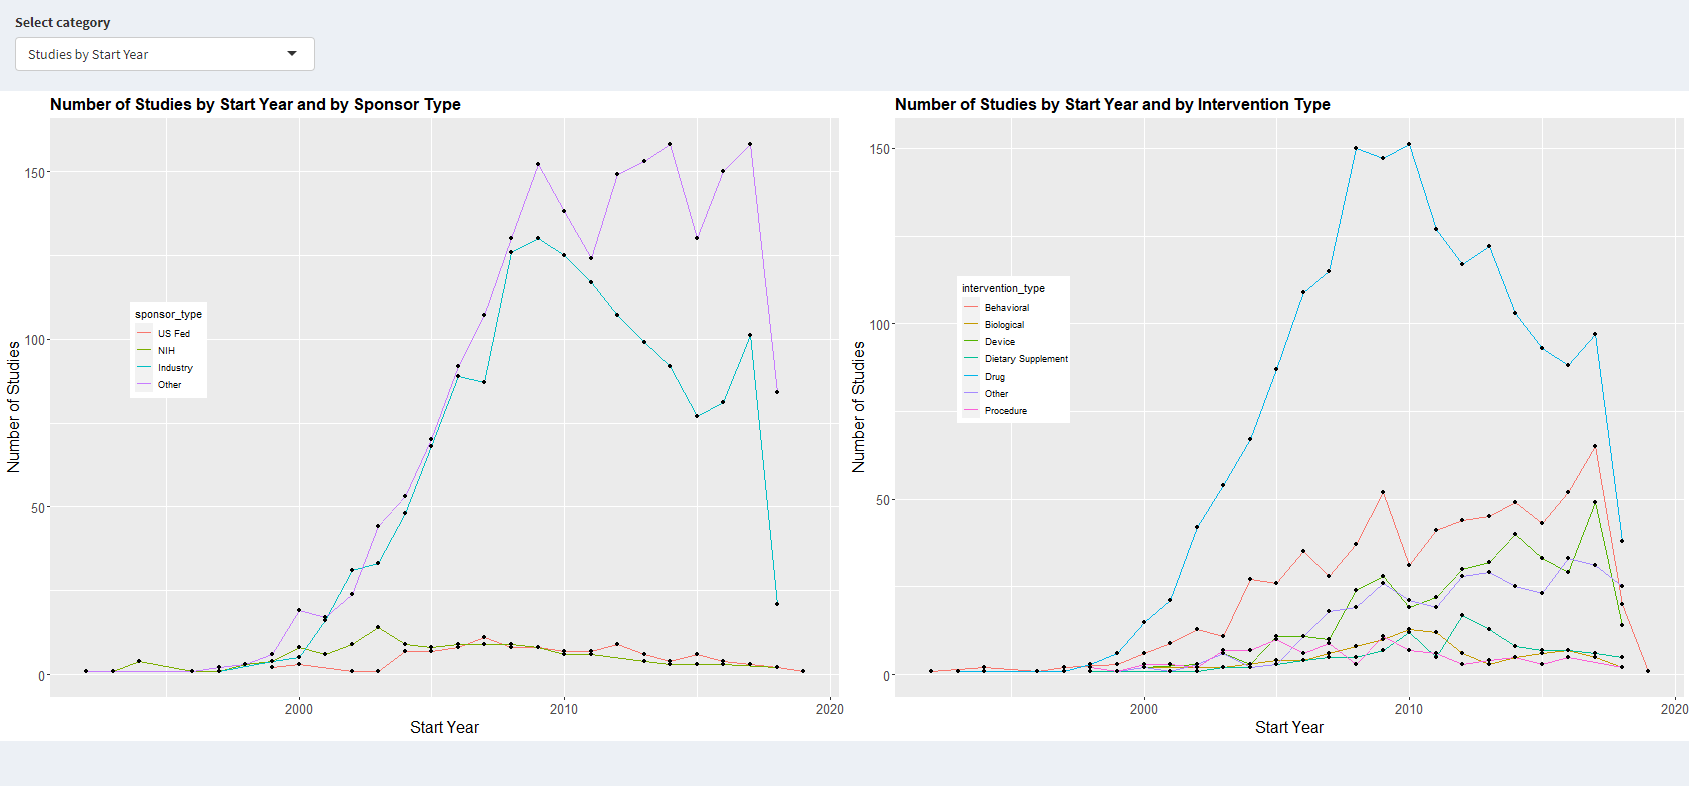 Select category
Studies by Start Year
Number of Studies by Start Year and by Sponsor Type
150
100
50
0
Number of Studies
sponsor_type
US Fed
NIH
Industry
Other
2000
2010
2020
Start Year
Number of Studies by Start Year and by Intervention Type
150
100
50
0
Number of Studies
intervention_type
Behavioral
Biological
Device
Dietary Supplement
Drug
Other
Procedure
2000
2010
2020
Start Year